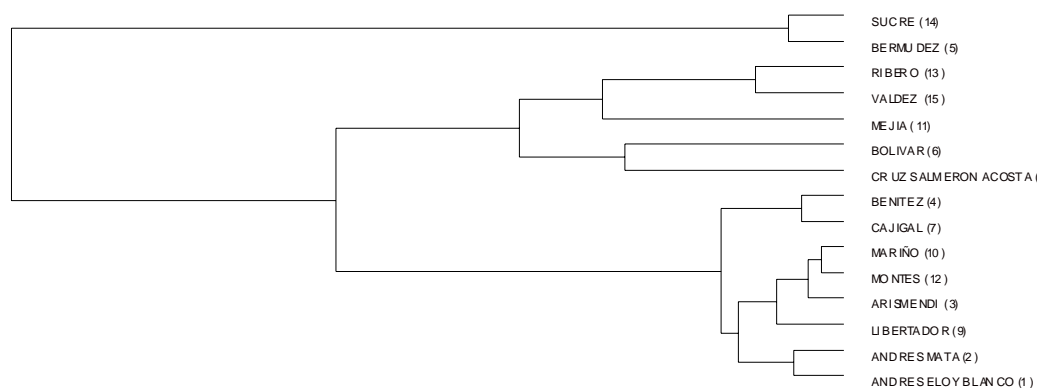 SUCRE (14)
BERMUDEZ (5)
RIBERO (13)
VALDEZ (15)
MEJIA (11)
BOLIVAR (6)
CRUZ SALMERON ACOSTA (
BENITEZ (4)
CAJIGAL (7)
MARIÑO (10)
MONTES (12)
ARISMENDI (3)
LIBERTADOR (9)
ANDRES MATA (2)
ANDRES ELOY BLANCO (1)